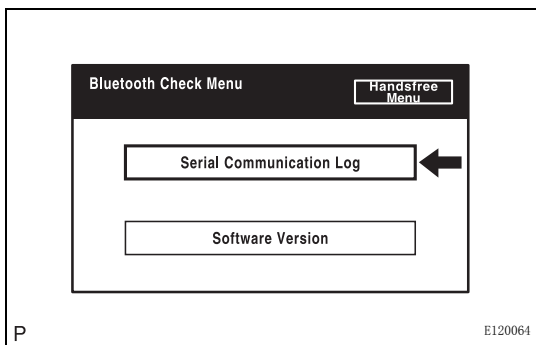 Bluetooth Check Menu
Handsfree
Menu
Serial Communication Log
Software Version
P
E120064